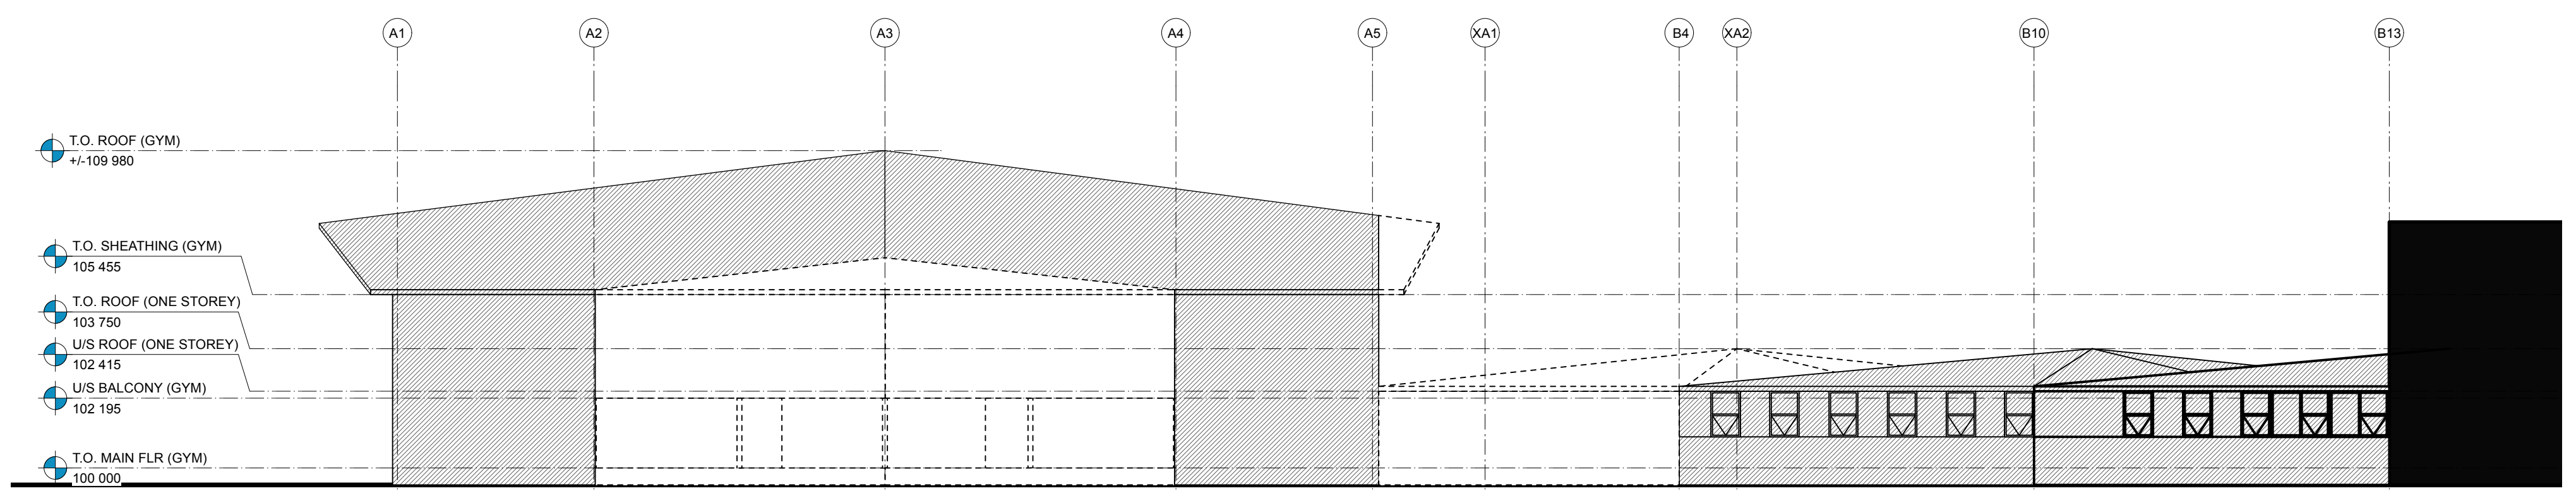 A1 A2 A3 A4 A5 XA1 B4 XA2 B10 B13
T.O. ROOF (GYM)
+/-109 980
T.O. SHEATHING (GYM)
105 455
T.O. ROOF (ONE STOREY)
103 750
U/S ROOF (ONE STOREY)
102 415
U/S BALCONY (GYM)
102 195
T.O. MAIN FLR (GYM)
100 000